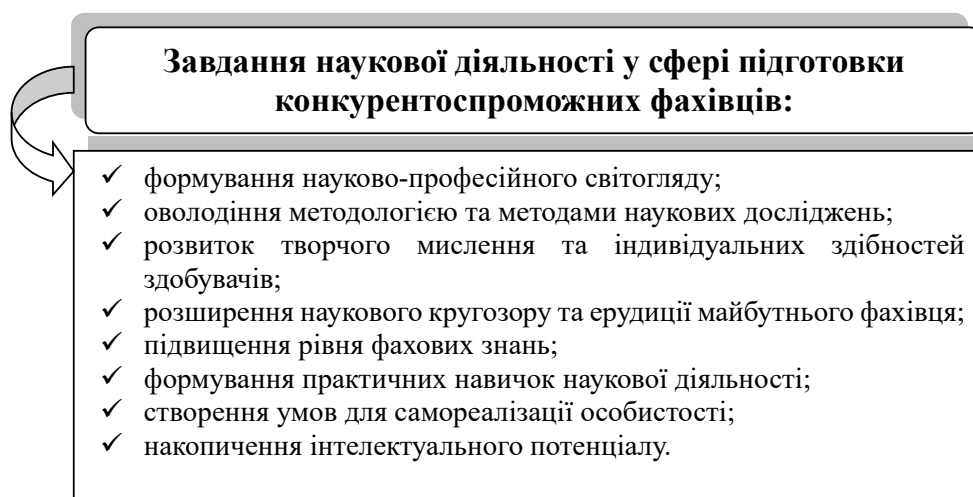 Завдання наукової діяльності у сфері підготовки
конкурентоспроможних фахівців:
✓ формування науково-професійного світогляду;
✓ оволодіння методологією та методами наукових досліджень;
✓ розвиток творчого мислення та індивідуальних здібностей
здобувачів;
✓ розширення наукового кругозору та ерудиції майбутнього фахівця;
✓ підвищення рівня фахових знань;
✓ формування практичних навичок наукової діяльності;
✓ створення умов для самореалізації особистості;
✓ накопичення інтелектуального потенціалу.